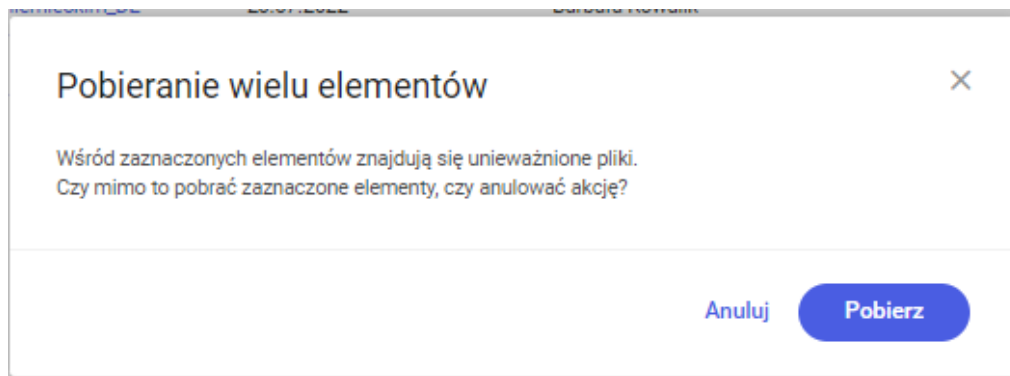 Pobieranie wielu elementów
Wśród zaznaczonych elementów znajdują się unieważnione pliki.
Czy mimo to pobrać zaznaczone elementy, czy anulować akcję?
Anuluj
Pobierz